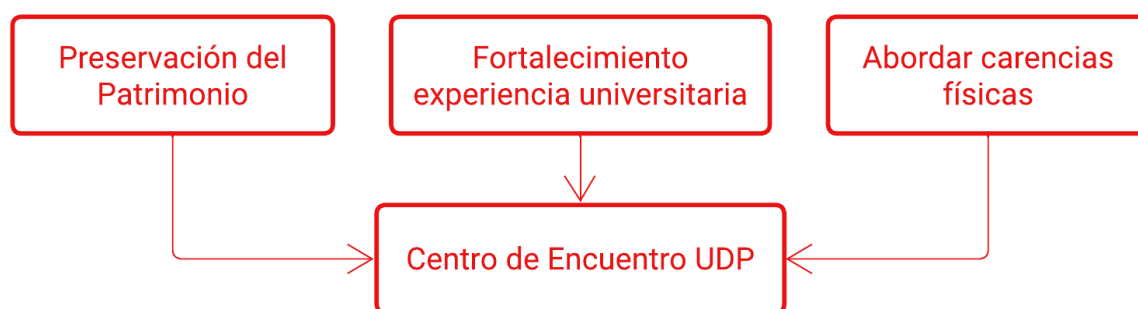 Preservación del
Patrimonio
Fortalecimiento
experiencia universitaria
Abordar carencias
físicas
Centro de Encuentro UDP